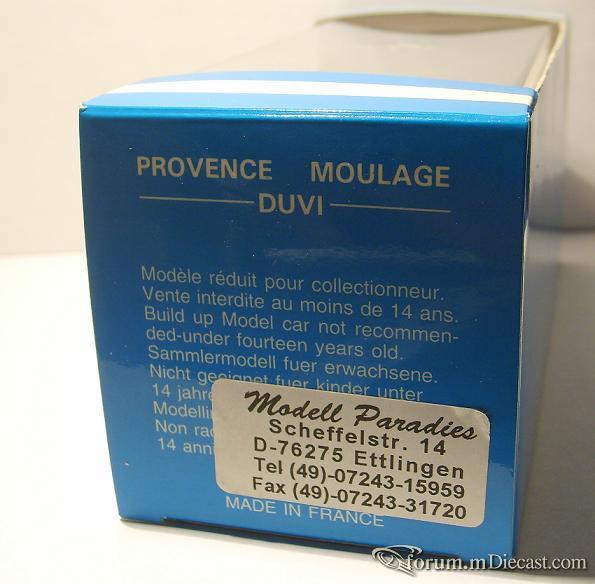 PROVENCE MOULAGE
DUVI
Modèle réduit pour collectionneur.
Vente interdite au moins de 14 ans.
Build up Model car not recommen-
ded-under fourteen years old.
Sammlermodell fuer erwachsene.
Nicht geeignet fuer kinder unter
14 jahre
Modellin
Non rac
14 anni
Modell Paradies
Scheffelstr. 14
D-76275 Ettlingen
Tel (49)-07243-15959
Fax (49)-07243-31720
MADE IN FRANCE
forum.mDiecast.com